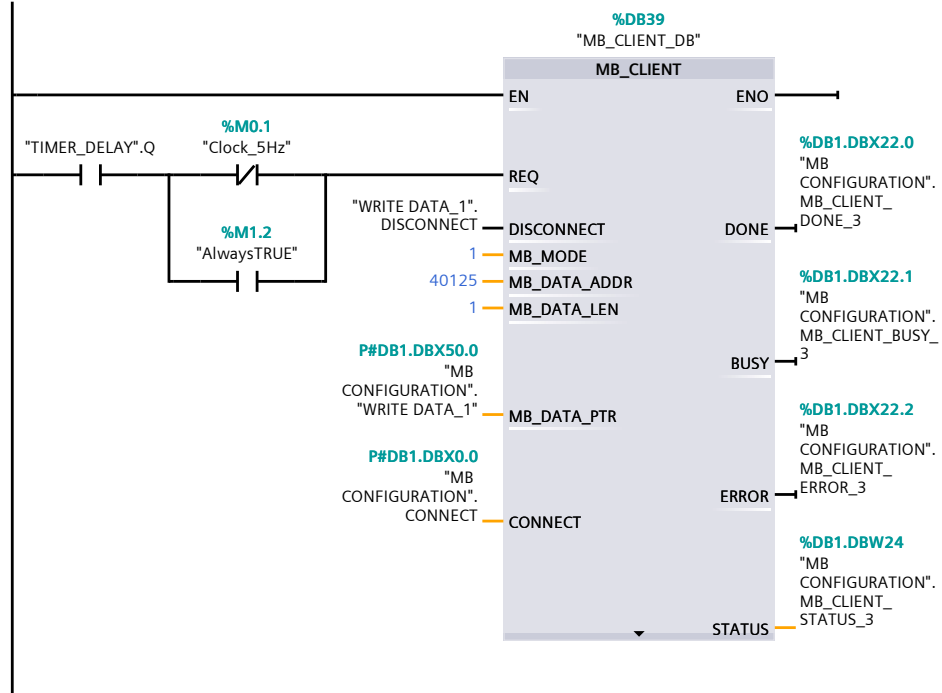 %DB39
"MB_CLIENT_DB"
MB_CLIENT
EN
ENO
"TIMER_DELAY".Q
%M0.1
"Clock_5Hz"
REQ
%M1.2
"AlwaysTRUE"
"WRITE DATA_1".
DISCONNECT
DISCONNECT
1
MB_MODE
40125
MB_DATA_ADDR
1
MB_DATA_LEN
P#DB1.DBX50.0
"MB
CONFIGURATION".
"WRITE DATA_1"
MB_DATA_PTR
P#DB1.DBX0.0
"MB
CONFIGURATION".
CONNECT
CONNECT
%DB1.DBX22.0
"MB
CONFIGURATION".
MB_CLIENT_
DONE_3
DONE
%DB1.DBX22.1
"MB
CONFIGURATION".
MB_CLIENT_BUSY_
3
BUSY
%DB1.DBX22.2
"MB
CONFIGURATION".
MB_CLIENT_
ERROR_3
ERROR
%DB1.DBW24
"MB
CONFIGURATION".
MB_CLIENT_
STATUS_3
STATUS